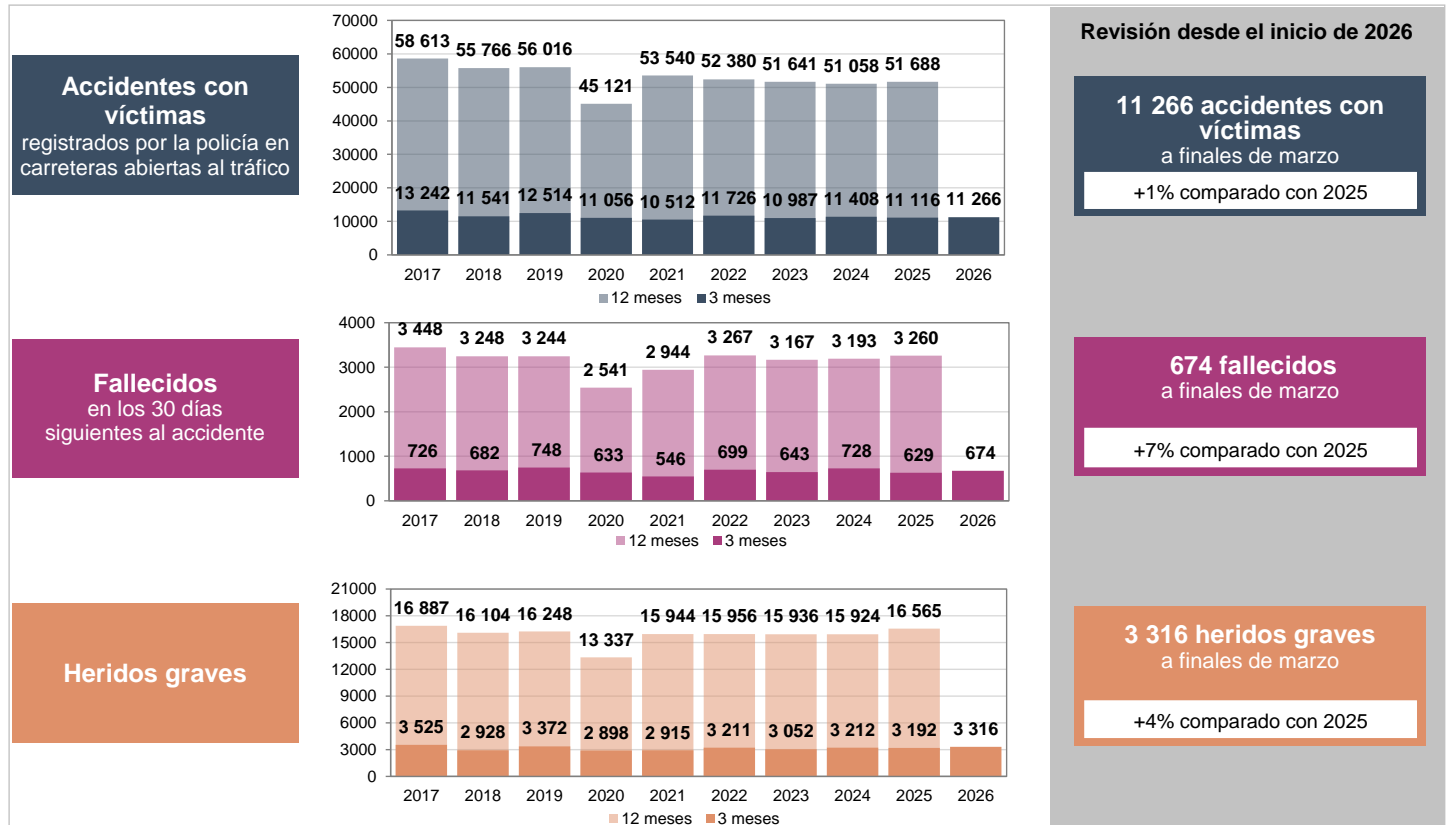 Accidentes con
víctimas
registrados por la policía en
carreteras abiertas al tráfico
70000
60000
50000
40000
30000
20000
10000
0
58 613 55 766 56 016 45 121 53 540 52 380 51 641 51 058 51 688
13 242 11 541 12 514 11 056 10 512 11 726 10 987 11 408 11 116 11 266
2017 2018 2019 2020 2021 2022 2023 2024 2025 2026
12 meses 3 meses
Revisión desde el inicio de 2026
11 266 accidentes con
víctimas
a finales de marzo
+1% comparado con 2025
Fallecidos
en los 30 días
siguientes al accidente
4000
3000
2000
1000
0
3 448 3 248 3 244 2 541 2 944 3 267 3 167 3 193 3 260
726 682 748 633 546 699 643 728 629 674
2017 2018 2019 2020 2021 2022 2023 2024 2025 2026
12 meses 3 meses
674 fallecidos
a finales de marzo
+7% comparado con 2025
Heridos graves
21000
18000
15000
12000
9000
6000
3000
0
16 887 16 104 16 248 13 337 15 944 15 956 15 936 15 924 16 565
3 525 2 928 3 372 2 898 2 915 3 211 3 052 3 212 3 192 3 316
2017 2018 2019 2020 2021 2022 2023 2024 2025 2026
12 meses 3 meses
3 316 heridos graves
a finales de marzo
+4% comparado con 2025